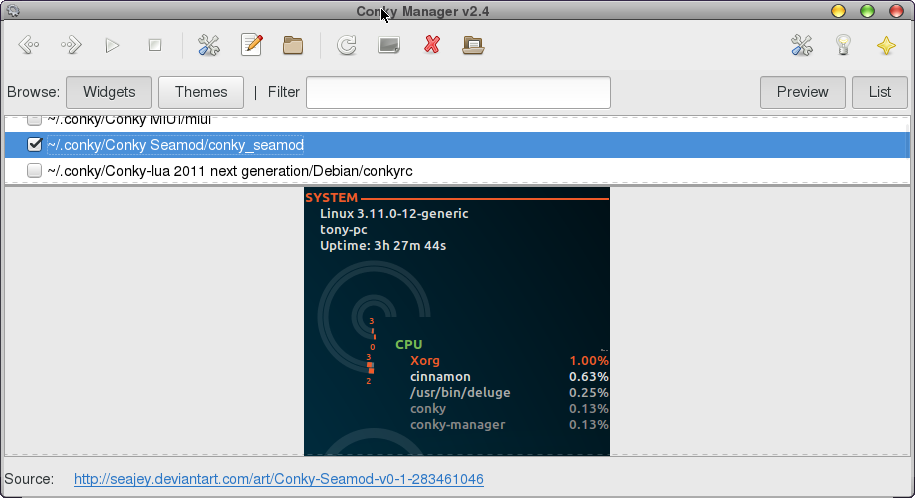 Conky Manager v2.4
Browse: Widgets Themes | Filter Preview List
~/.conky/Conky MIUI/miui
~/.conky/Conky Seamod/conky_seamod
~/.conky/Conky-lua 2011 next generation/Debian/conkyrc
SYSTEM
Linux 3.11.0-12-generic
tony-pc
Uptime: 3h 27m 44s
3
0
3
2
CPU
Xorg 1.00%
cinnamon 0.63%
/usr/bin/deluge 0.25%
conky 0.13%
conky-manager 0.13%
Source: http://seajey.deviantart.com/art/Conky-Seamod-v0-1-283461046